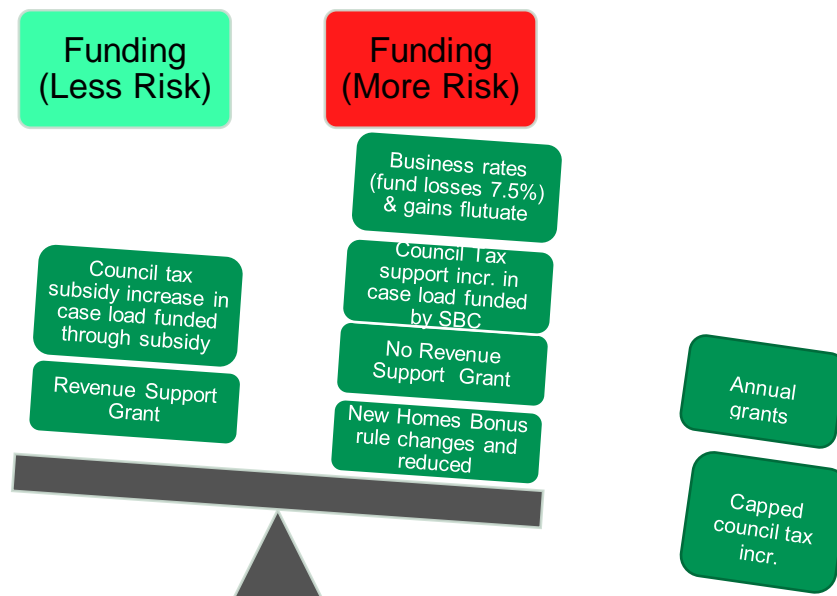 Funding
(Less Risk)
Funding
(More Risk)
Business rates
(fund losses 7.5%)
& gains flutuate
Council Tax
support incr. in
case load funded
by SBC
No Revenue
Support Grant
New Homes Bonus
rule changes and
reduced
Council tax
subsidy increase in
case load funded
through subsidy
Revenue Support
Grant
Annual
grants
Capped
council tax
incr.